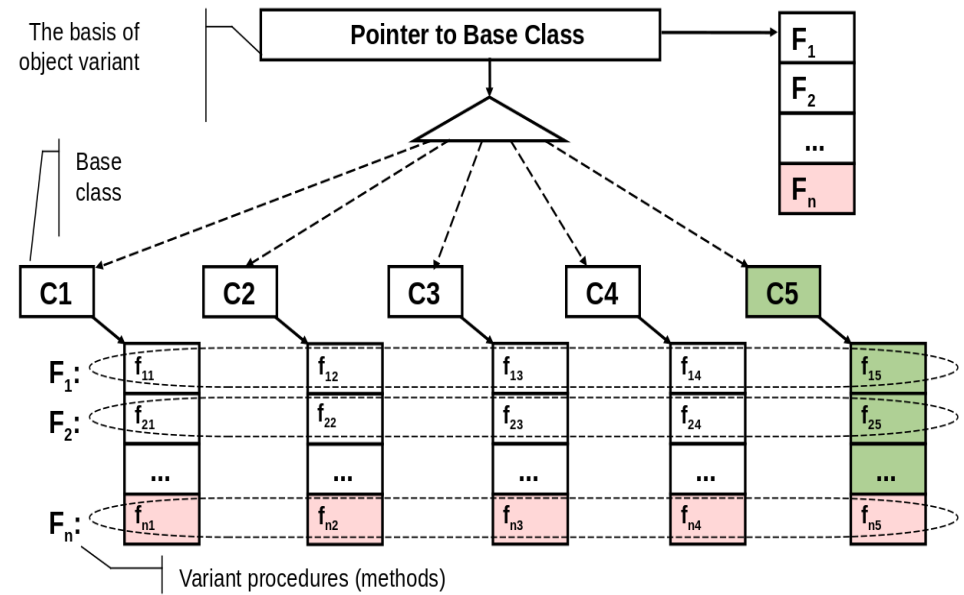 The basis of
object variant
Pointer to Base Class
F1
F2
...
Fn
Base
class
C1
C2
C3
C4
C5
F1:
f11
f12
f13
f14
f15
F2:
f21
f22
f23
f24
f25
...
...
...
...
...
Fn:
fn1
fn2
fn3
fn4
fn5
Variant procedures (methods)